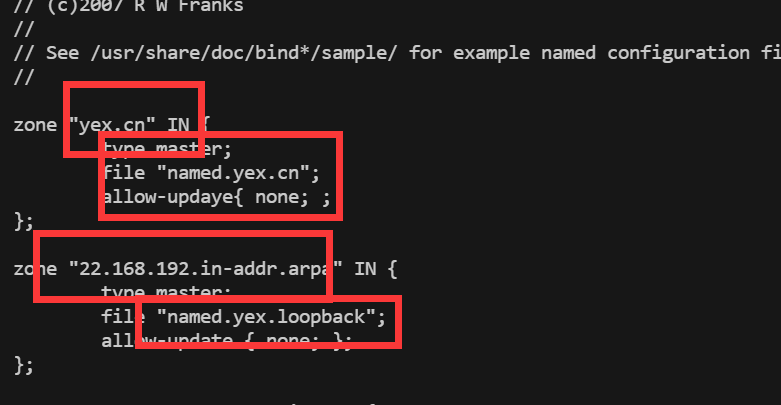 // (c)2007 R W Franks
//
// See /usr/share/doc/bind*/sample/ for example named configuration fi
//
zone "yex.cn" IN {
type master;
file "named.yex.cn";
allow-updaye{ none; ;
};
zone "22.168.192.in-addr.arpa" IN {
type master;
file "named.yex.loopback";
allow-update { none; };
};